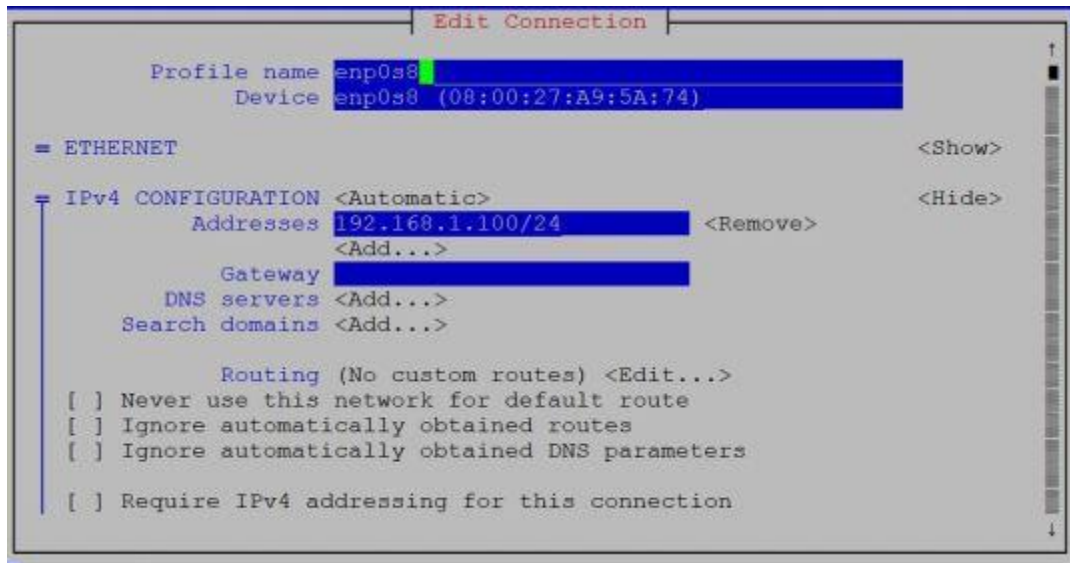 Edit Connection
Profile name enp0s8
Device enp0s8 (08:00:27:A9:5A:74)
= ETHERNET <Show>
= IPv4 CONFIGURATION <Automatic> <Hide>
Addresses 192.168.1.100/24 <Remove>
<Add...>
Gateway
DNS servers <Add...>
Search domains <Add...>
Routing (No custom routes) <Edit...>
[ ] Never use this network for default route
[ ] Ignore automatically obtained routes
[ ] Ignore automatically obtained DNS parameters
[ ] Require IPv4 addressing for this connection